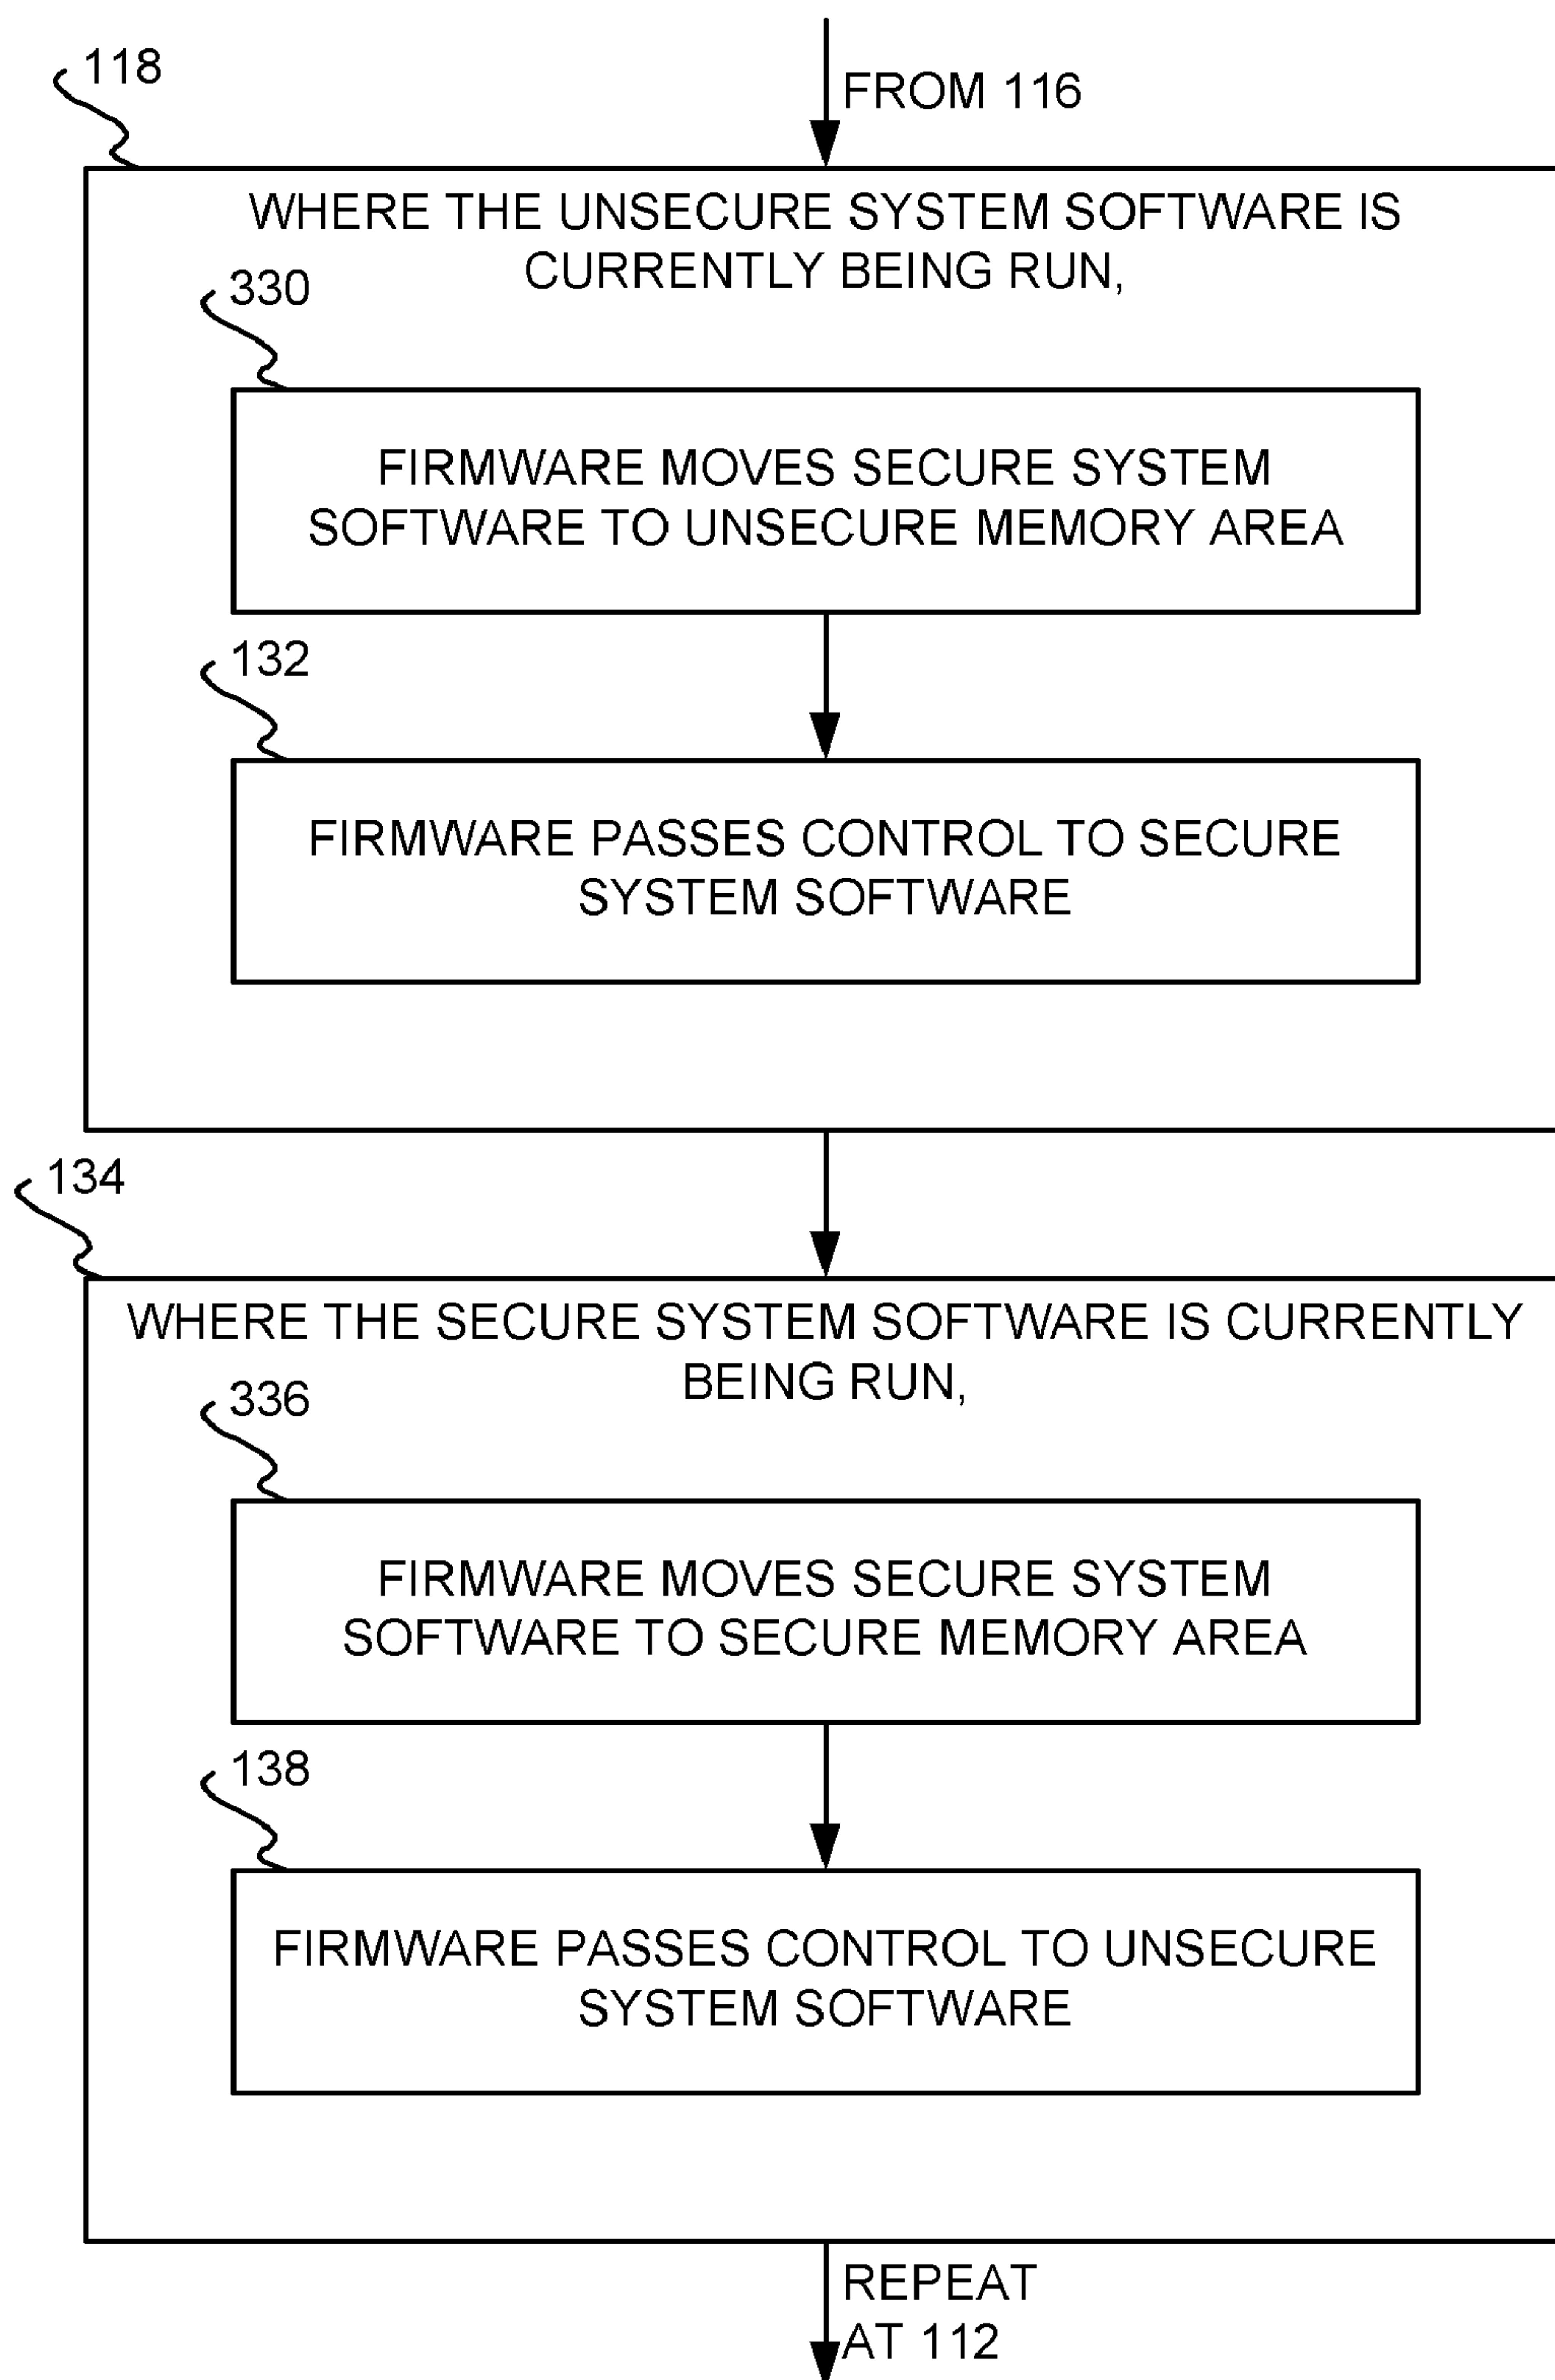 118
FROM 116
WHERE THE UNSECURE SYSTEM SOFTWARE IS
CURRENTLY BEING RUN,
330
FIRMWARE MOVES SECURE SYSTEM
SOFTWARE TO UNSECURE MEMORY AREA
132
FIRMWARE PASSES CONTROL TO SECURE
SYSTEM SOFTWARE
134
WHERE THE SECURE SYSTEM SOFTWARE IS CURRENTLY
BEING RUN,
336
FIRMWARE MOVES SECURE SYSTEM
SOFTWARE TO SECURE MEMORY AREA
138
FIRMWARE PASSES CONTROL TO UNSECURE
SYSTEM SOFTWARE
REPEAT
AT 112